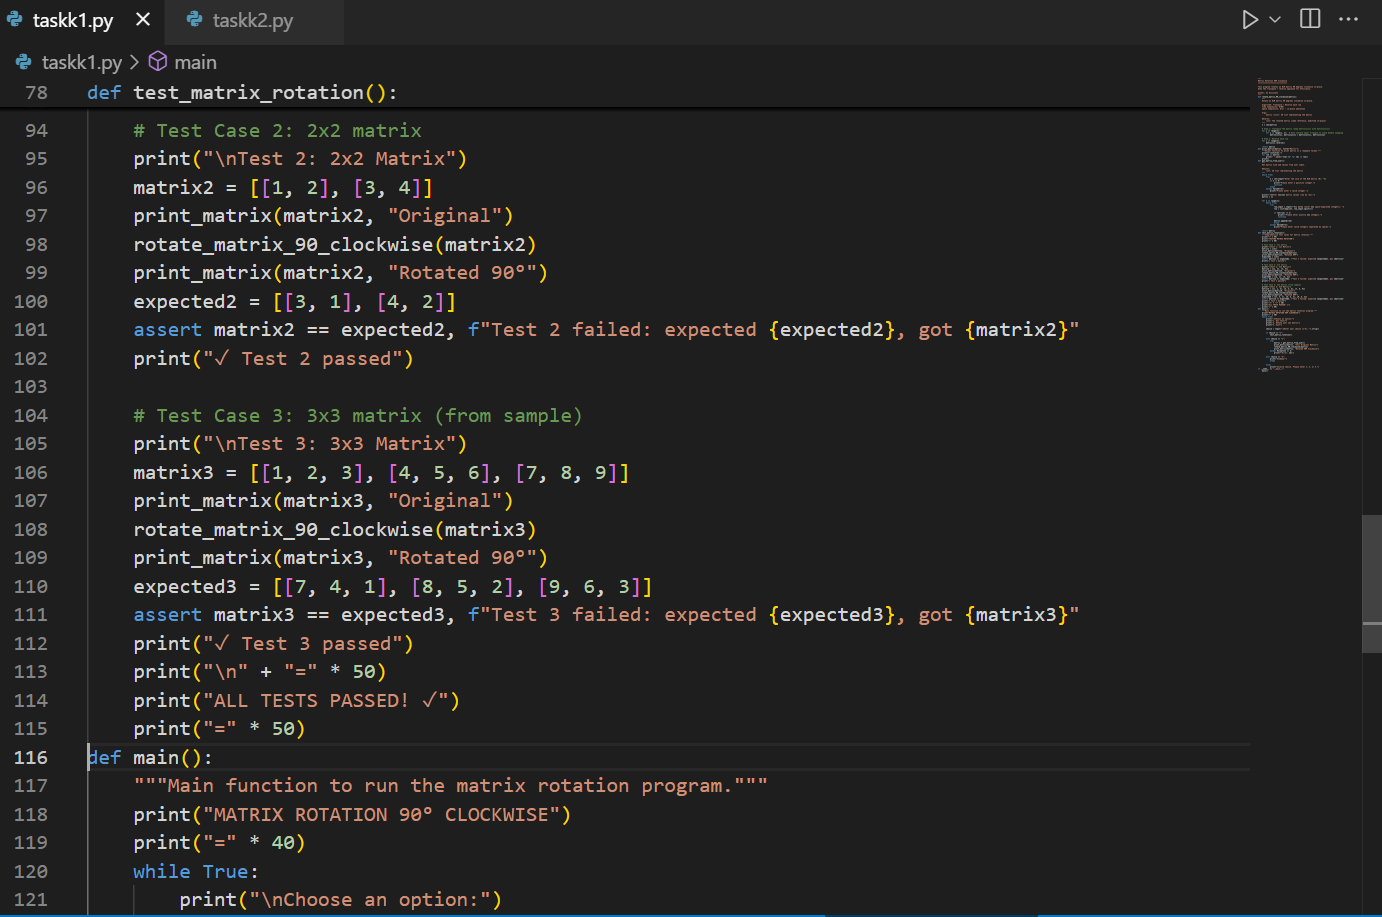 taskk1.py
taskk2.py
taskk1.py > main
78 def test_matrix_rotation():
94 # Test Case 2: 2x2 matrix
95 print("\nTest 2: 2x2 Matrix")
96 matrix2 = [[1, 2], [3, 4]]
97 print_matrix(matrix2, "Original")
98 rotate_matrix_90_clockwise(matrix2)
99 print_matrix(matrix2, "Rotated 90°")
100 expected2 = [[3, 1], [4, 2]]
101 assert matrix2 == expected2, f"Test 2 failed: expected {expected2}, got {matrix2}"
102 print("✓ Test 2 passed")
103
104 # Test Case 3: 3x3 matrix (from sample)
105 print("\nTest 3: 3x3 Matrix")
106 matrix3 = [[1, 2, 3], [4, 5, 6], [7, 8, 9]]
107 print_matrix(matrix3, "Original")
108 rotate_matrix_90_clockwise(matrix3)
109 print_matrix(matrix3, "Rotated 90°")
110 expected3 = [[7, 4, 1], [8, 5, 2], [9, 6, 3]]
111 assert matrix3 == expected3, f"Test 3 failed: expected {expected3}, got {matrix3}"
112 print("✓ Test 3 passed")
113 print("\n" + "=" * 50)
114 print("ALL TESTS PASSED! ✓")
115 print("=" * 50)
116 def main():
117 """Main function to run the matrix rotation program."""
118 print("MATRIX ROTATION 90° CLOCKWISE")
119 print("=" * 40)
120 while True:
121 print("\nChoose an option:")